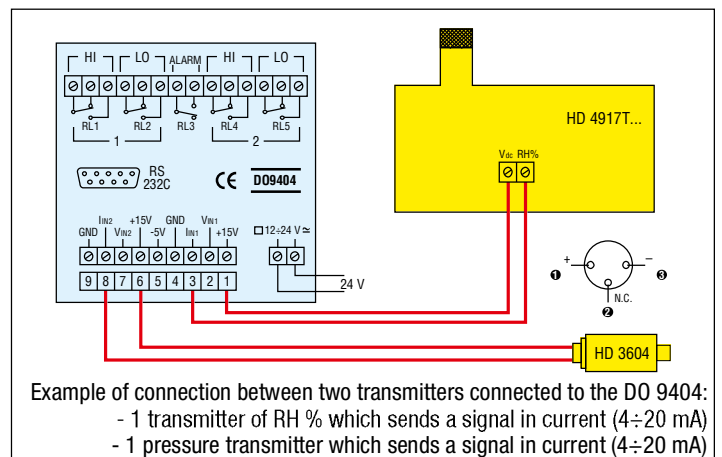 HI LO ALARM HI LO
RL1 RL2 RL3 RL4 RL5
1 2
HD 4917T...
Vdc RH%
RS
232C
CE DO9404
IIN2 +15V GND VIN1
GND VIN2 -5V IIN1 +15V
12÷24 V ≃
9 8 7 6 5 4 3 2 1
24 V
+ −
❶ ❸
N.C.
❷
HD 3604
Example of connection between two transmitters connected to the DO 9404:
- 1 transmitter of RH % which sends a signal in current (4÷20 mA)
- 1 pressure transmitter which sends a signal in current (4÷20 mA)